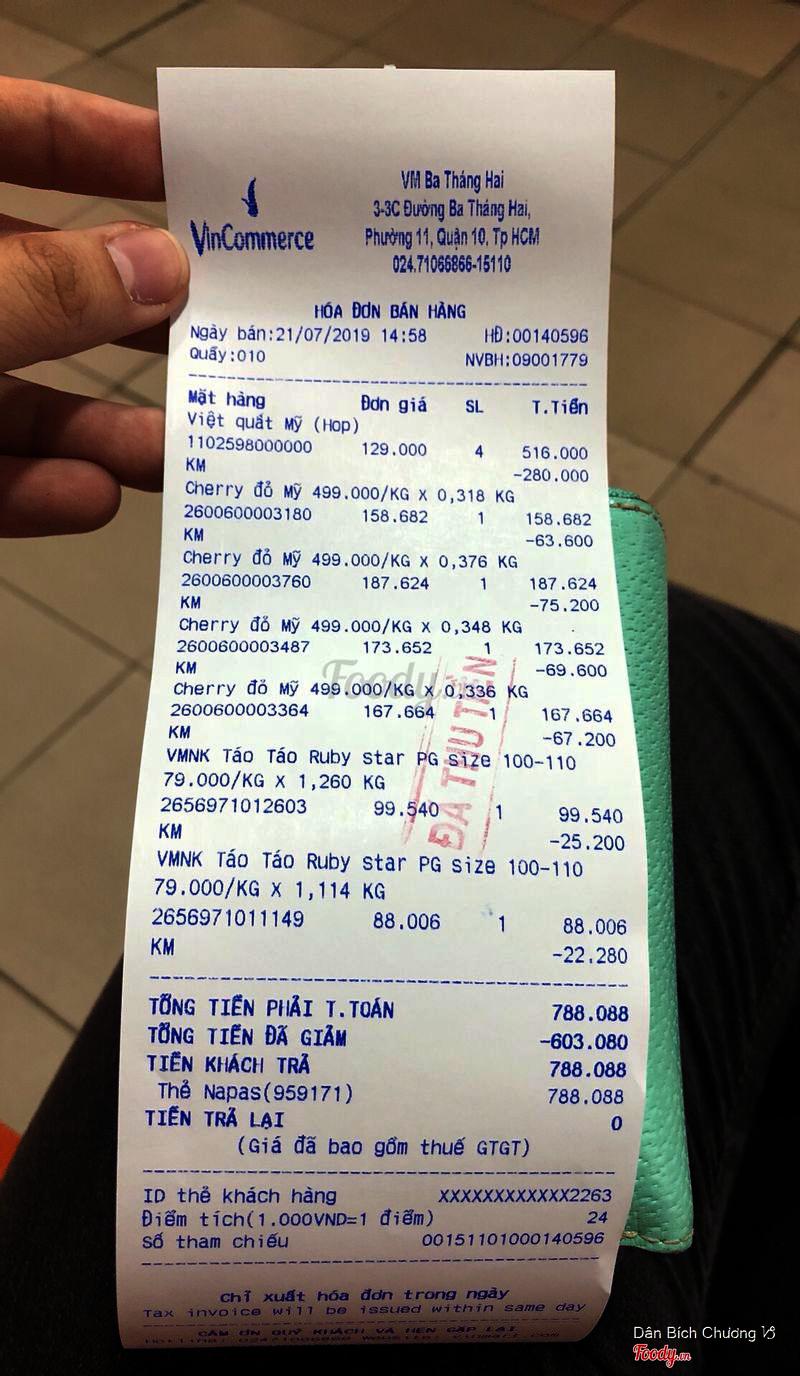 VM Ba Tháng Hai
3-3C Đường Ba Tháng Hai,
Phường 11, Quận 10, Tp HCM
024.71066866-15110
VinCommerce
HÓA ĐƠN BÁN HÀNG
Ngày bán:21/07/2019 14:58 HĐ:00140596
Quầy:010 NVBH:09001779
Mặt hàng Đơn giá SL T.Tiền
Việt quất Mỹ (Hop)
1102598000000 129.000 4 516.000
KM -280.000
Cherry đỏ Mỹ 499.000/KG X 0,318 KG
2600600003180 158.682 1 158.682
KM -63.600
Cherry đỏ Mỹ 499.000/KG X 0,376 KG
2600600003760 187.624 1 187.624
KM -75.200
Cherry đỏ Mỹ 499.000/KG X 0,348 KG
2600600003487 173.652 1 173.652
KM -69.600
Cherry đỏ Mỹ 499.000/KG X 0,336 KG
2600600003364 167.664 1 167.664
KM -67.200
VMNK Táo Táo Ruby star PG size 100-110
79.000/KG X 1,260 KG
2656971012603 99.540 1 99.540
KM -25.200
VMNK Táo Táo Ruby star PG size 100-110
79.000/KG X 1,114 KG
2656971011149 88.006 1 88.006
KM -22.280
ĐÃ THU TIỀN
Foody.vn
TỔNG TIỀN PHẢI T.TOÁN 788.088
TỔNG TIỀN ĐÃ GIẢM -603.080
TIỀN KHÁCH TRẢ 788.088
Thẻ Napas(959171) 788.088
TIỀN TRẢ LẠI 0
(Giá đã bao gồm thuế GTGT)
ID thẻ khách hàng XXXXXXXXXXXX2263
Điểm tích(1.000VND=1 điểm) 24
Số tham chiếu 00151101000140596
Chỉ xuất hóa đơn trong ngày
Tax invoice will be issued within same day
CẢM ƠN QUÝ KHÁCH VÀ HẸN GẶP LẠI
Dân Bích Chương
Foody.vn